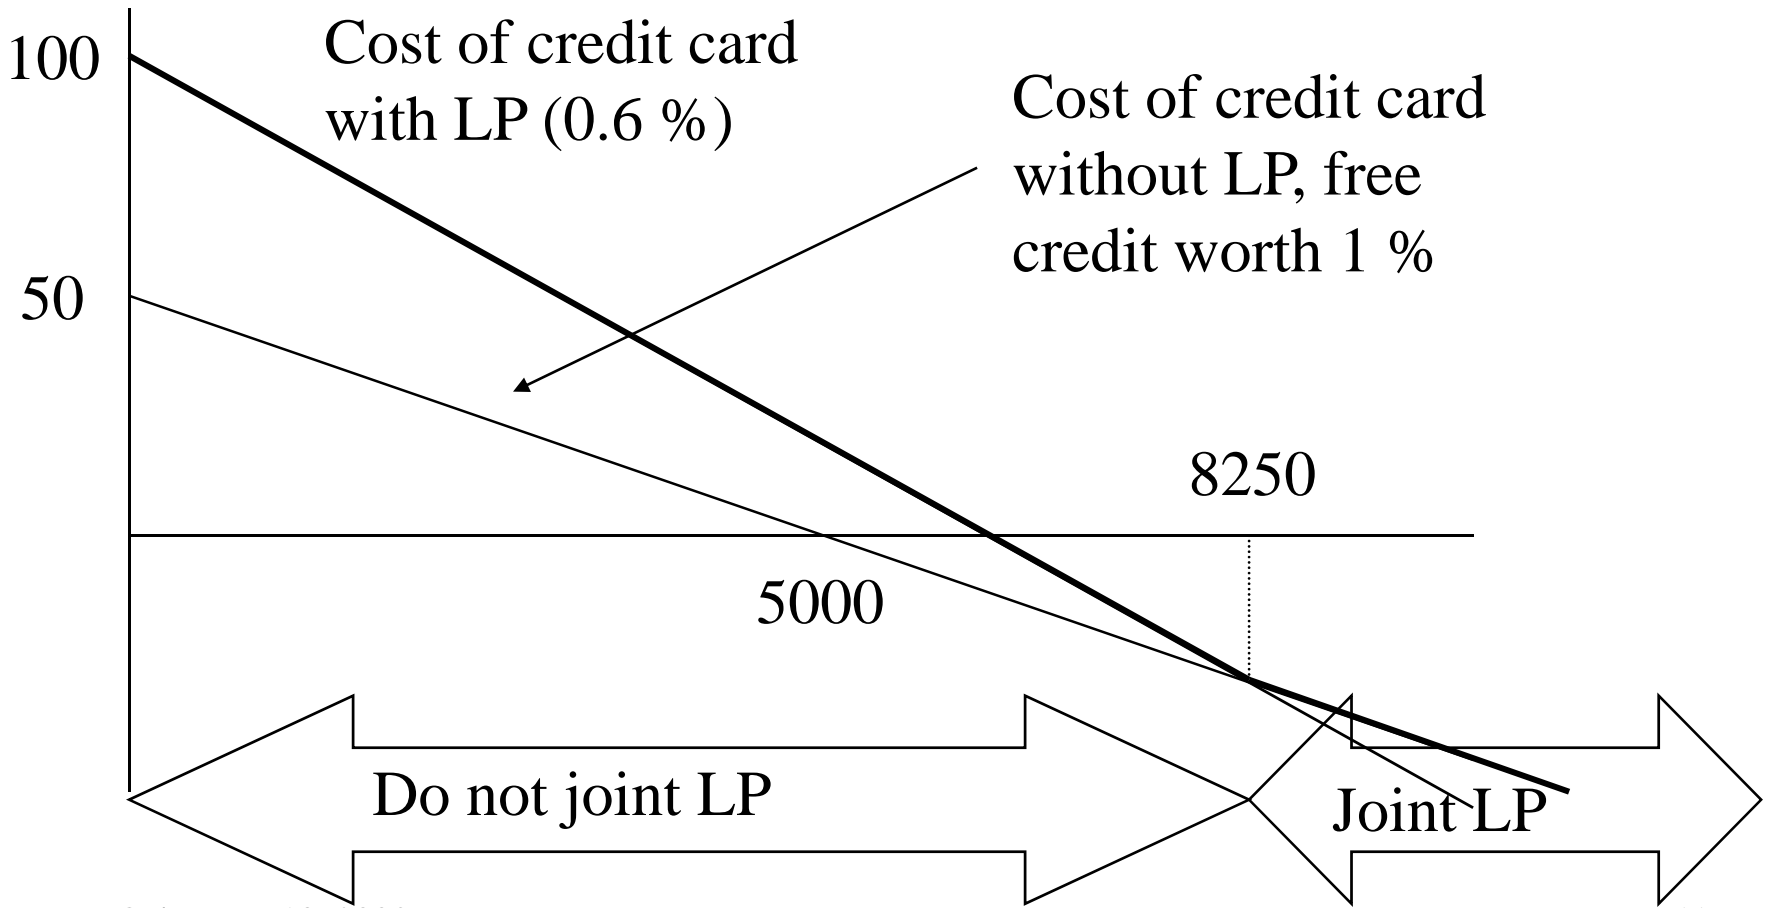 100
Cost of credit card
with LP (0.6 %)
Cost of credit card
without LP, free
credit worth 1 %
50
8250
5000
Do not joint LP
Joint LP